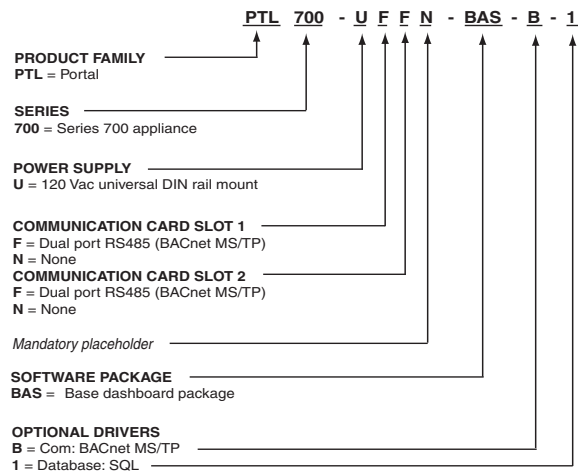 PTL 700 - U F F N - BAS - B - 1
PRODUCT FAMILY
PTL = Portal
SERIES
700 = Series 700 appliance
POWER SUPPLY
U = 120 Vac universal DIN rail mount
COMMUNICATION CARD SLOT 1
F = Dual port RS485 (BACnet MS/TP)
N = None
COMMUNICATION CARD SLOT 2
F = Dual port RS485 (BACnet MS/TP)
N = None
Mandatory placeholder
SOFTWARE PACKAGE
BAS = Base dashboard package
OPTIONAL DRIVERS
B = Com: BACnet MS/TP
1 = Database: SQL